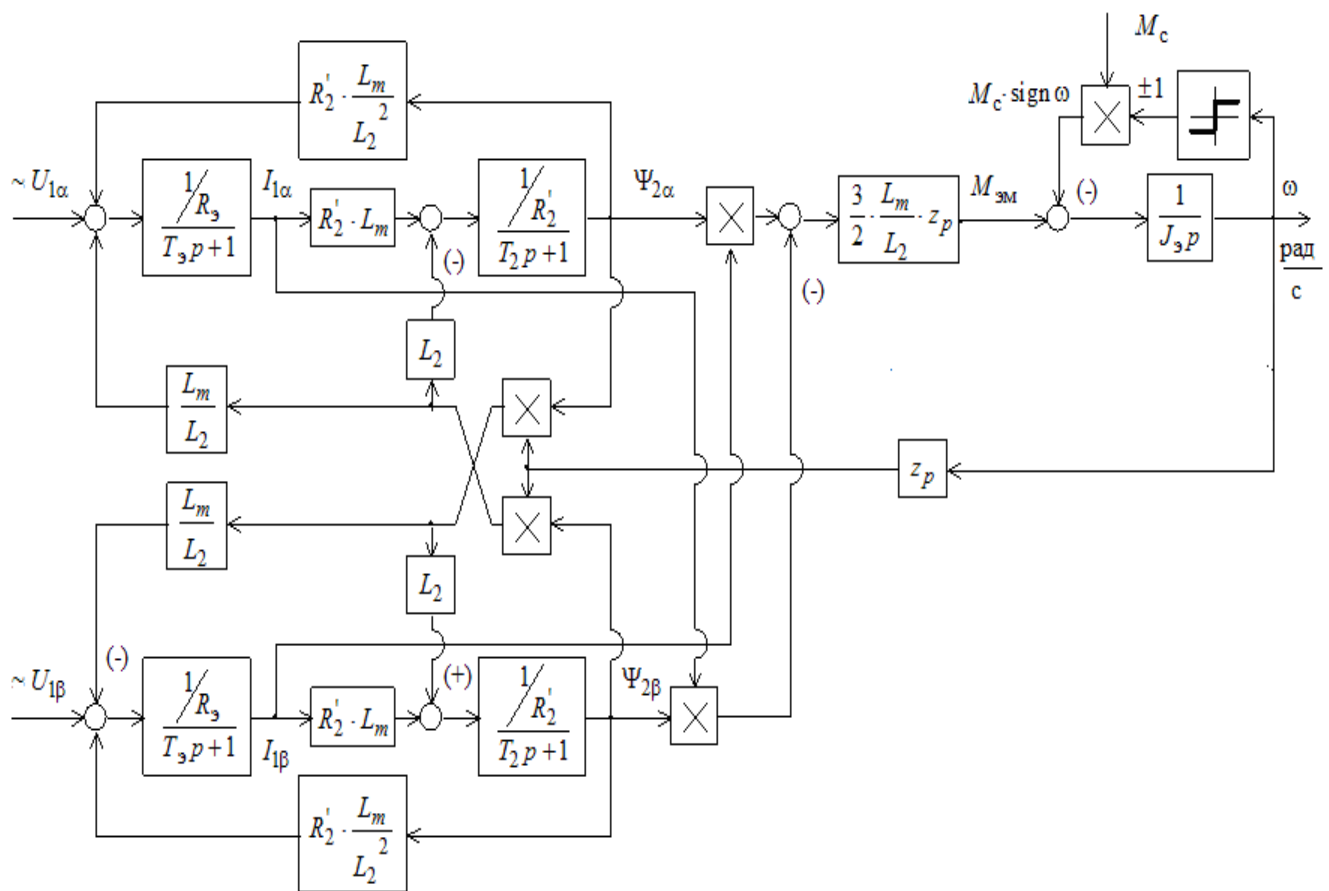 M_с
R'_2 · L_m / L_2^2
M_с · sign ω
±1
~ U_1α
1/R_э / T_э p + 1
I_1α
R'_2 · L_m
1/R'_2 / T_2 p + 1
Ψ_2α
3/2 · L_m/L_2 · z_p
M_эм
(-)
1 / J_э p
ω
рад/с
(-)
(-)
L_2
L_m / L_2
z_p
L_m / L_2
L_2
(-)
(+)
~ U_1β
1/R_э / T_э p + 1
I_1β
R'_2 · L_m
1/R'_2 / T_2 p + 1
Ψ_2β
R'_2 · L_m / L_2^2